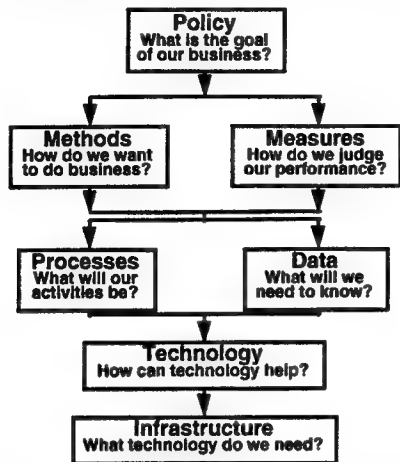 Policy
What is the goal
of our business?
Methods
How do we want
to do business?
Measures
How do we judge
our performance?
Processes
What will our
activities be?
Data
What will we
need to know?
Technology
How can technology help?
Infrastructure
What technology do we need?